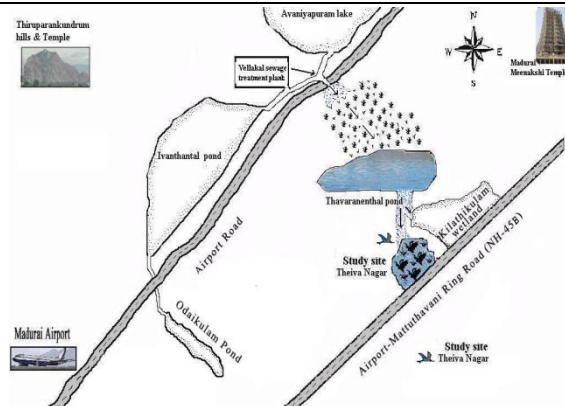 Thiruparankundrum
hills & Temple
Avaniyapuram lake
N
W
E
S
Madurai
Meenakshi Temple
Vellakal sewage
treatment plank
Ivanthantal pond
Thavaranenthal pond
Kilathikulam
wetland
Airport Road
Study site
Theiva Nagar
Airport-Mattuthavani Ring Road (NH-45B)
Odaikulam Pond
Madurai Airport
Study site
Theiva Nagar